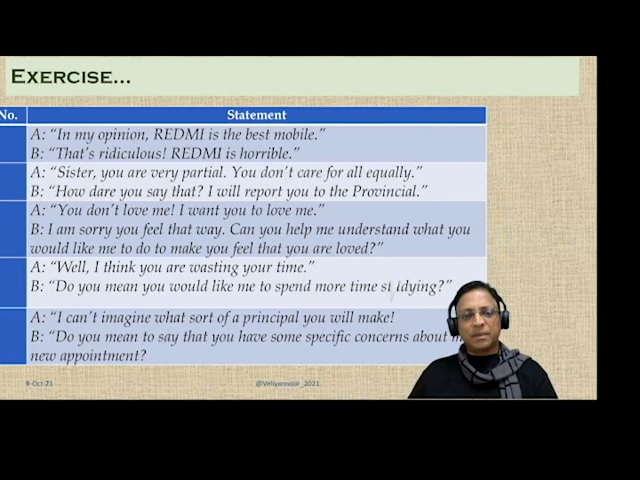 EXERCISE...
No.
Statement
A: “In my opinion, REDMI is the best mobile.”
B: “That's ridiculous! REDMI is horrible.”
A: “Sister, you are very partial. You don't care for all equally.”
B: “How dare you say that? I will report you to the Provincial.”
A: “You don't love me! I want you to love me.”
B: I am sorry you feel that way. Can you help me understand what you
would like me to do to make you feel that you are loved?”
A: “Well, I think you are wasting your time.”
B: “Do you mean you would like me to spend more time studying?”
A: “I can't imagine what sort of a principal you will make!
B: “Do you mean to say that you have some specific concerns about
new appointment?
9-Oct-21
@Veliyannoor_2021